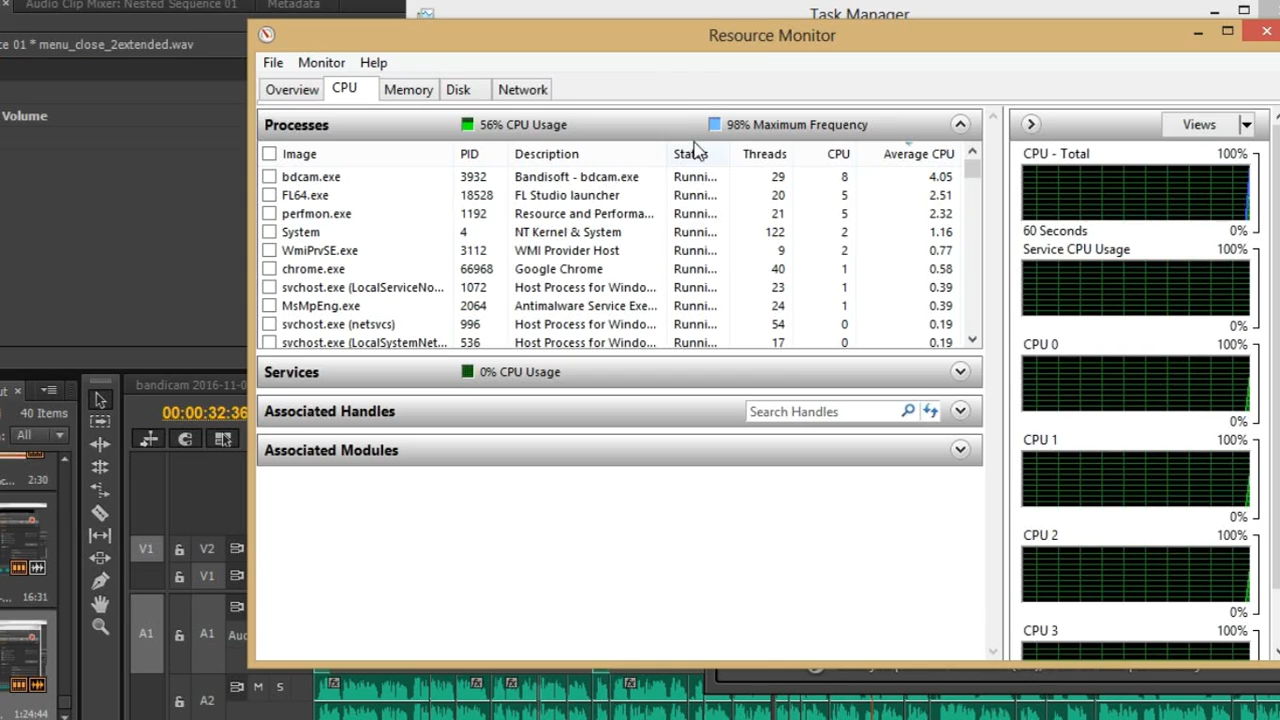 Audio Clip Mixer: Nested Sequence 01
Metadata
Task Manager
ce 01 * menu_close_2extended.wav
Resource Monitor
File Monitor Help
Volume
Overview CPU Memory Disk Network
Processes 56% CPU Usage 98% Maximum Frequency
Views
Image PID Description Status Threads CPU Average CPU
bdcam.exe 3932 Bandisoft - bdcam.exe Runni... 29 8 4.05
FL64.exe 18528 FL Studio launcher Runni... 20 5 2.51
perfmon.exe 1192 Resource and Performa... Runni... 21 5 2.32
System 4 NT Kernel & System Runni... 122 2 1.16
WmiPrvSE.exe 3112 WMI Provider Host Runni... 9 2 0.77
chrome.exe 66968 Google Chrome Runni... 40 1 0.58
svchost.exe (LocalServiceNo... 1072 Host Process for Windo... Runni... 23 1 0.39
MsMpEng.exe 2064 Antimalware Service Exe... Runni... 24 1 0.39
svchost.exe (netsvcs) 996 Host Process for Windo... Runni... 54 0 0.19
svchost.exe (LocalSystemNet... 536 Host Process for Windo... Runni... 17 0 0.19
Services 0% CPU Usage
Associated Handles Search Handles
Associated Modules
CPU - Total 100%
60 Seconds 0%
Service CPU Usage 100%
0%
CPU 0 100%
0%
CPU 1 100%
0%
CPU 2 100%
0%
CPU 3 100%
ut
bandicam 2016-11-0
40 Items
00:00:32:36
All
c... 2:30
16:31
1:24:44
V1 V2
V1
A1 A1 Aud
A2 M S
fx fx fx fx